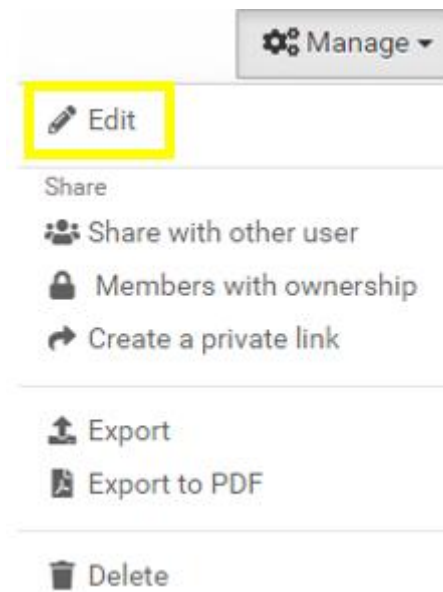 Manage
Edit
Share
Share with other user
Members with ownership
Create a private link
Export
Export to PDF
Delete